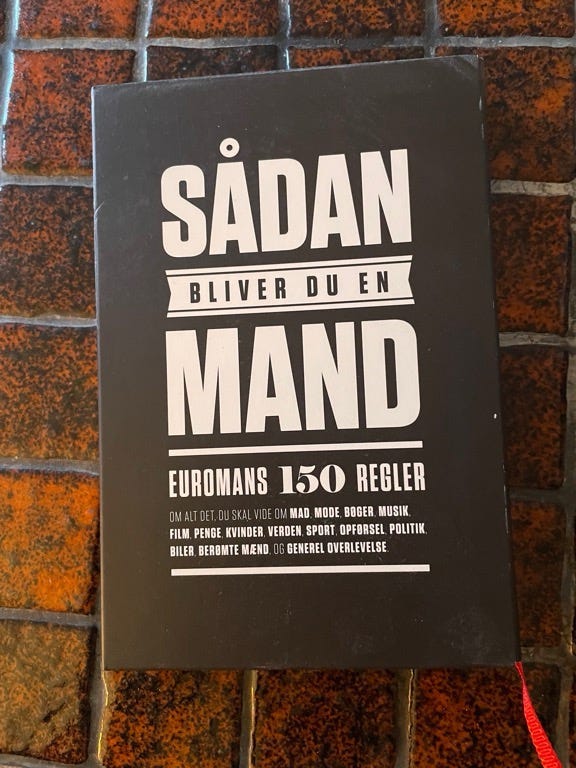 SÅDAN
BLIVER DU EN
MAND
EUROMANS 150 REGLER
OM ALT DET, DU SKAL VIDE OM MAD, MODE, BØGER, MUSIK,
FILM, PENGE, KVINDER, VERDEN, SPORT, OPFØRSEL, POLITIK,
BILER, BERØMTE MÆND, OG GENEREL OVERLEVELSE.